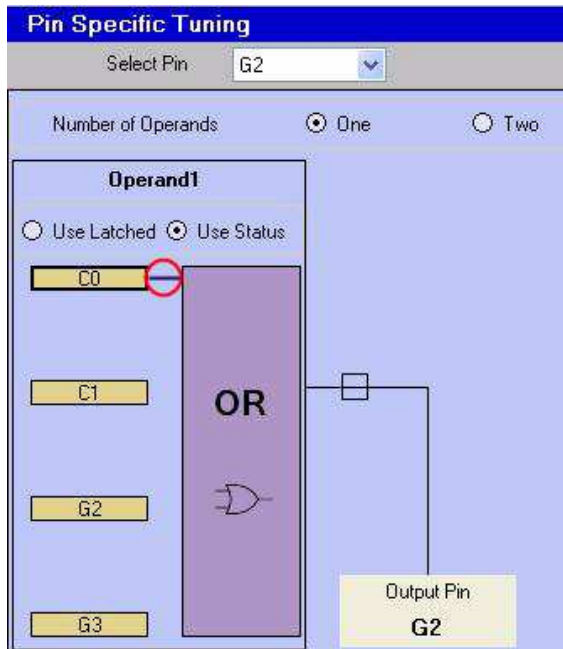 Pin Specific Tuning
Select Pin G2
Number of Operands One Two
Operand1
Use Latched Use Status
C0
C1
OR
G2
G3
Output Pin
G2